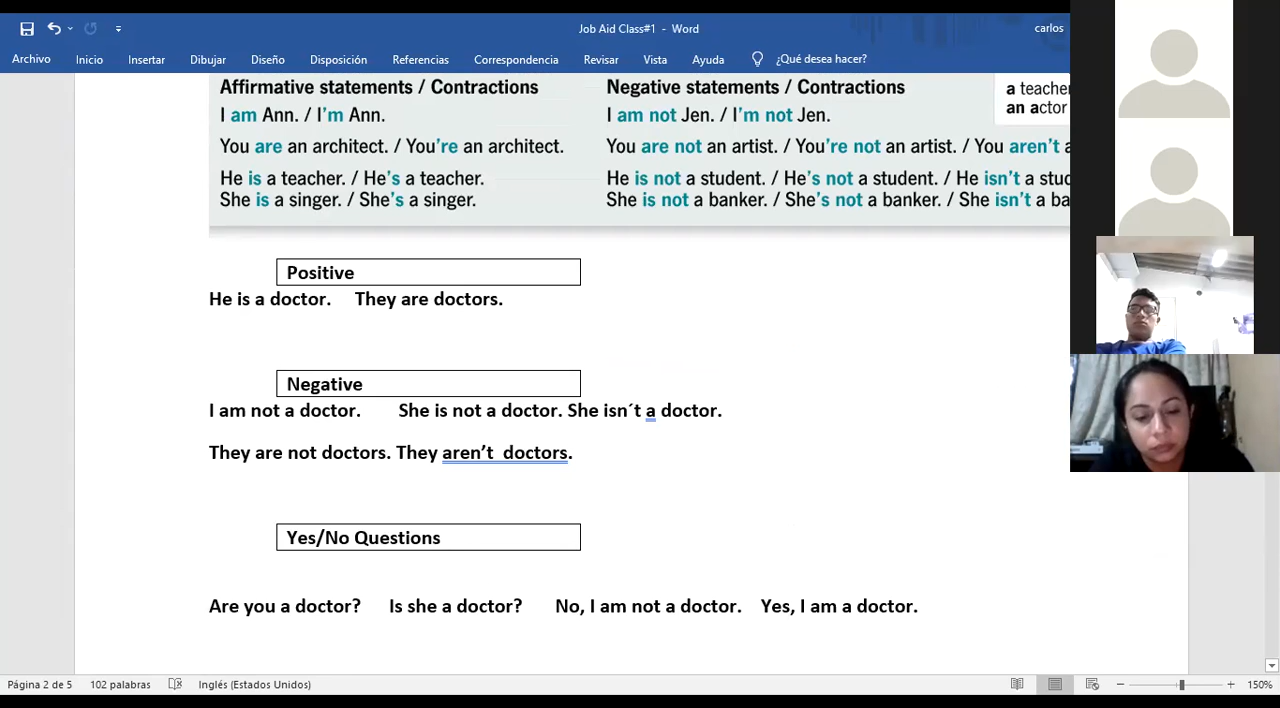 Job Aid Class#1 - Word
carlos
Archivo Inicio Insertar Dibujar Diseño Disposición Referencias Correspondencia Revisar Vista Ayuda ¿Qué desea hacer?
Affirmative statements / Contractions
I am Ann. / I'm Ann.
You are an architect. / You're an architect.
He is a teacher. / He's a teacher.
She is a singer. / She's a singer.
Negative statements / Contractions
I am not Jen. / I'm not Jen.
You are not an artist. / You're not an artist. / You aren't a
He is not a student. / He's not a student. / He isn't a stud
She is not a banker. / She's not a banker. / She isn't a ba
a teache
an actor
Positive
He is a doctor. They are doctors.
Negative
I am not a doctor. She is not a doctor. She isn´t a doctor.
They are not doctors. They aren't doctors.
Yes/No Questions
Are you a doctor? Is she a doctor? No, I am not a doctor. Yes, I am a doctor.
Página 2 de 5 102 palabras Inglés (Estados Unidos) 150%